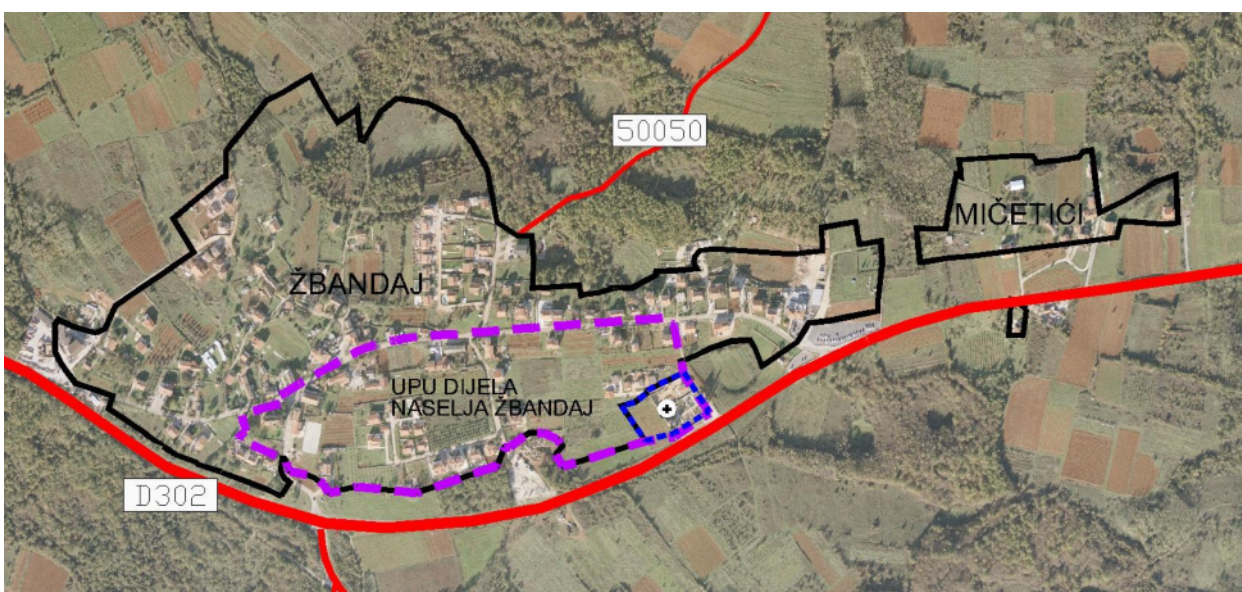 50050
MIČETIĆI
ŽBANDAJ
UPU DIJELA
NASELJA ŽBANDAJ
D302